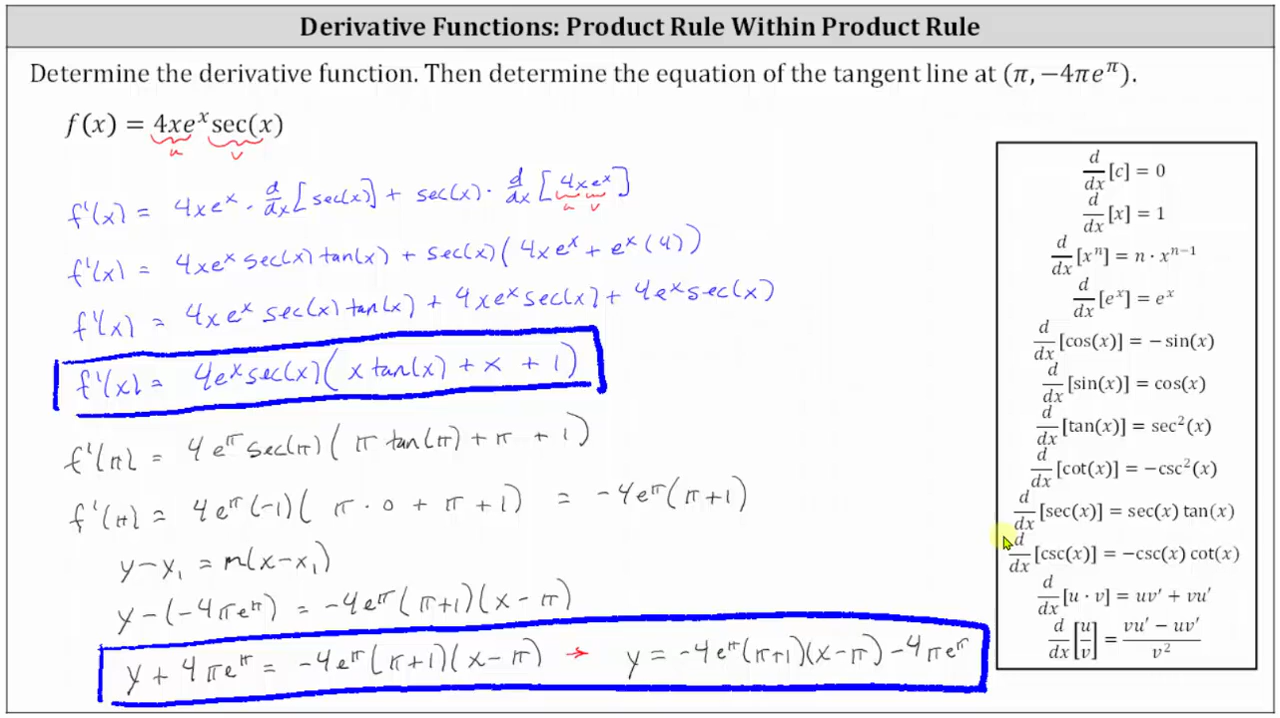 Derivative Functions: Product Rule Within Product Rule
Determine the derivative function. Then determine the equation of the tangent line at (π, −4πe^π).
f(x) = 4xe^x sec(x)
u v
f'(x) = 4xe^x · d/dx [sec(x)] + sec(x) · d/dx [4xe^x]
u v
f'(x) = 4xe^x sec(x) tan(x) + sec(x)(4xe^x + e^x(4))
f'(x) = 4xe^x sec(x) tan(x) + 4xe^x sec(x) + 4e^x sec(x)
f'(x) = 4e^x sec(x)(x tan(x) + x + 1)
f'(π) = 4e^π sec(π)(π tan(π) + π + 1)
f'(π) = 4e^π(-1)(π · 0 + π + 1) = -4e^π(π+1)
y-x₁ = m(x-x₁)
y-(-4πe^π) = -4e^π(π+1)(x-π)
y + 4πe^π = -4e^π(π+1)(x-π) → y = -4e^π(π+1)(x-π)-4πe^π
d/dx [c] = 0
d/dx [x] = 1
d/dx [x^n] = n · x^(n−1)
d/dx [e^x] = e^x
d/dx [cos(x)] = − sin(x)
d/dx [sin(x)] = cos(x)
d/dx [tan(x)] = sec²(x)
d/dx [cot(x)] = −csc²(x)
d/dx [sec(x)] = sec(x) tan(x)
d/dx [csc(x)] = −csc(x) cot(x)
d/dx [u · v] = uv' + vu'
d/dx [u/v] = (vu' − uv')/v²